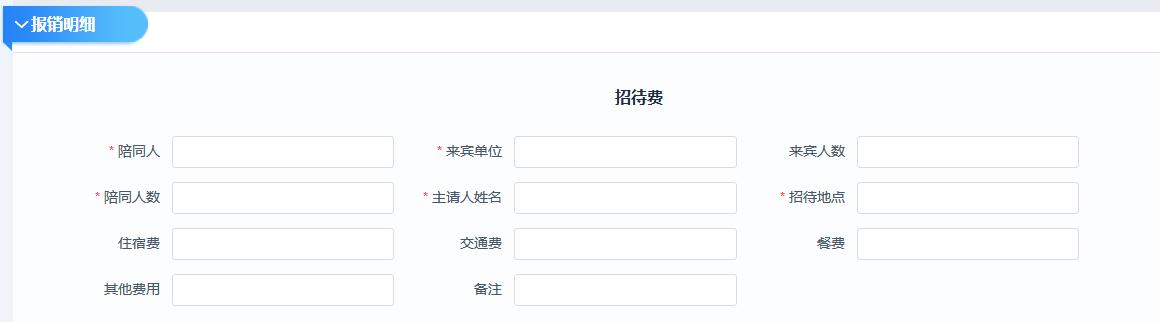 报销明细
招待费
* 陪同人 * 来宾单位 来宾人数
* 陪同人数 * 主请人姓名 * 招待地点
住宿费 交通费 餐费
其他费用 备注